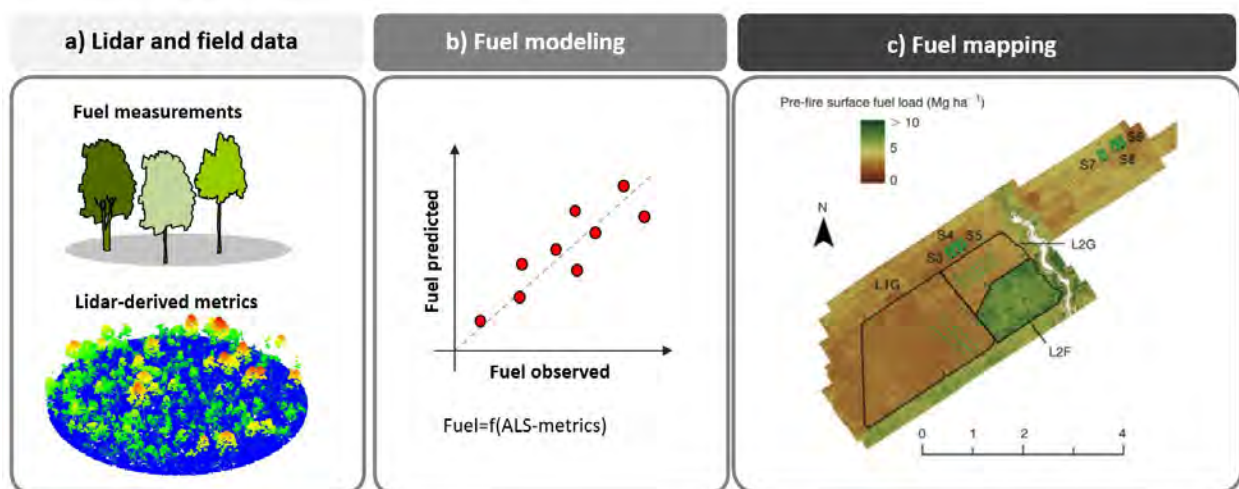 a) Lidar and field data
b) Fuel modeling
c) Fuel mapping
Fuel measurements
Lidar-derived metrics
Fuel predicted
Fuel observed
Fuel=f(ALS-metrics)
Pre-fire surface fuel load (Mg ha⁻¹)
> 10
5
0
N
S9
S7
S8
S4
S5
S3
L2G
L1G
L2F
0
1
2
4